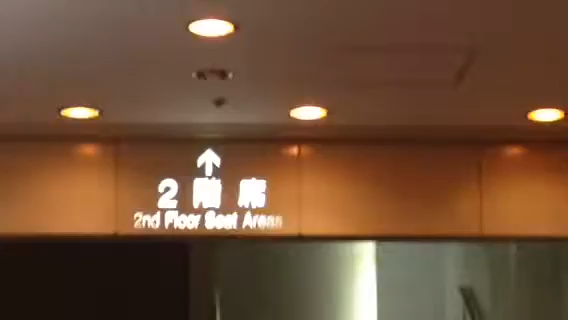 ↑
2 階 席
2nd Floor Seat Areas